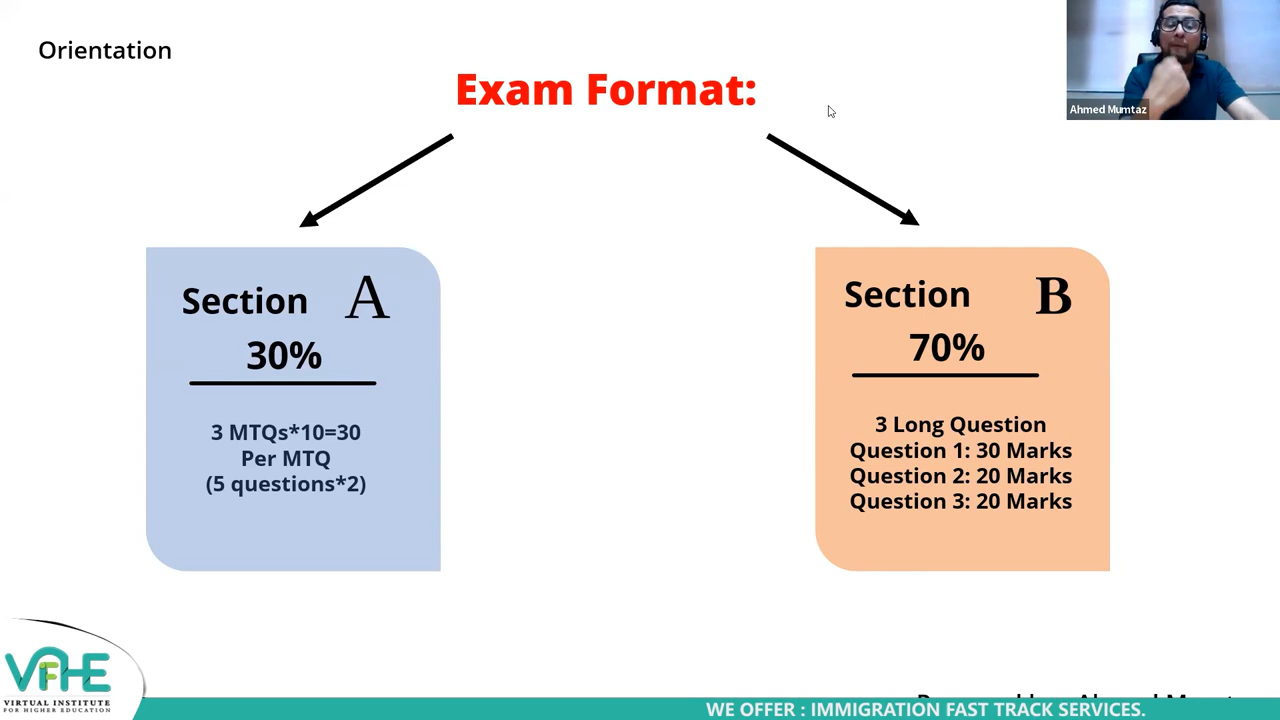 Orientation
Exam Format:
Ahmed Mumtaz
Section A
30%
3 MTQs*10=30
Per MTQ
(5 questions*2)
Section B
70%
3 Long Question
Question 1: 30 Marks
Question 2: 20 Marks
Question 3: 20 Marks
VIFHE
VIRTUAL INSTITUTE
FOR HIGHER EDUCATION
WE OFFER : IMMIGRATION FAST TRACK SERVICES.